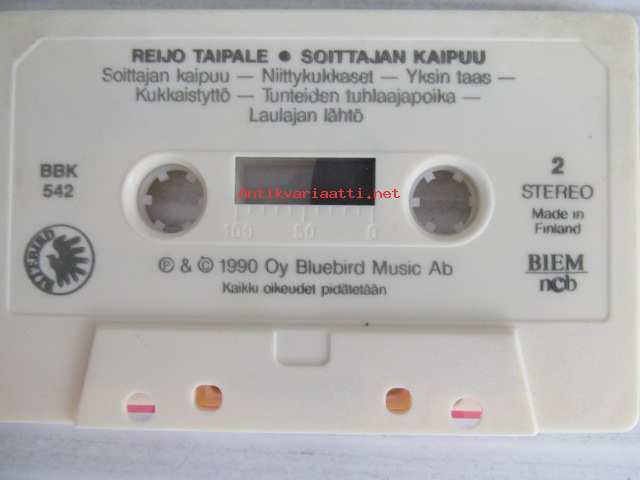 REIJO TAIPALE ● SOITTAJAN KAIPUU
Soittajan kaipuu — Niittykukkaset — Yksin taas —
Kukkaistyttö — Tunteiden tuhlaajapoika —
Laulajan lähtö
BBK
542
Antikvariaatti.net
100 50 0
2
STEREO
Made in
Finland
BLUEBIRD
℗ & © 1990 Oy Bluebird Music Ab
Kaikki oikeudet pidätetään
BIEM
ncb